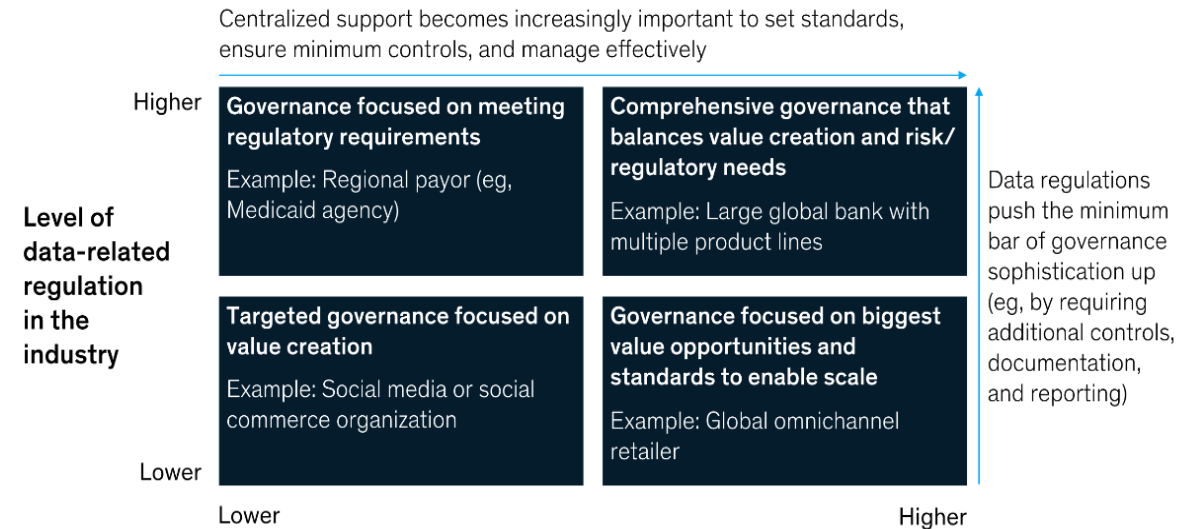 Centralized support becomes increasingly important to set standards,
ensure minimum controls, and manage effectively
Higher
Level of
data-related
regulation
in the
industry
Lower
Governance focused on meeting
regulatory requirements
Example: Regional payor (eg,
Medicaid agency)
Comprehensive governance that
balances value creation and risk/
regulatory needs
Example: Large global bank with
multiple product lines
Targeted governance focused on
value creation
Example: Social media or social
commerce organization
Governance focused on biggest
value opportunities and
standards to enable scale
Example: Global omnichannel
retailer
Data regulations
push the minimum
bar of governance
sophistication up
(eg, by requiring
additional controls,
documentation,
and reporting)
Lower
Higher